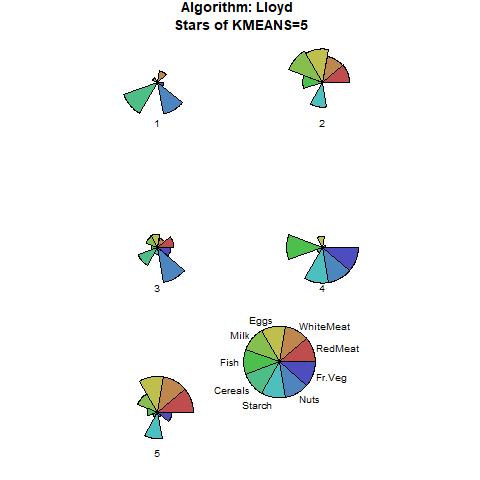 Algorithm: Lloyd
Stars of KMEANS=5
1
2
3
4
Eggs
WhiteMeat
Milk
RedMeat
Fish
Fr.Veg
Cereals
Nuts
Starch
5